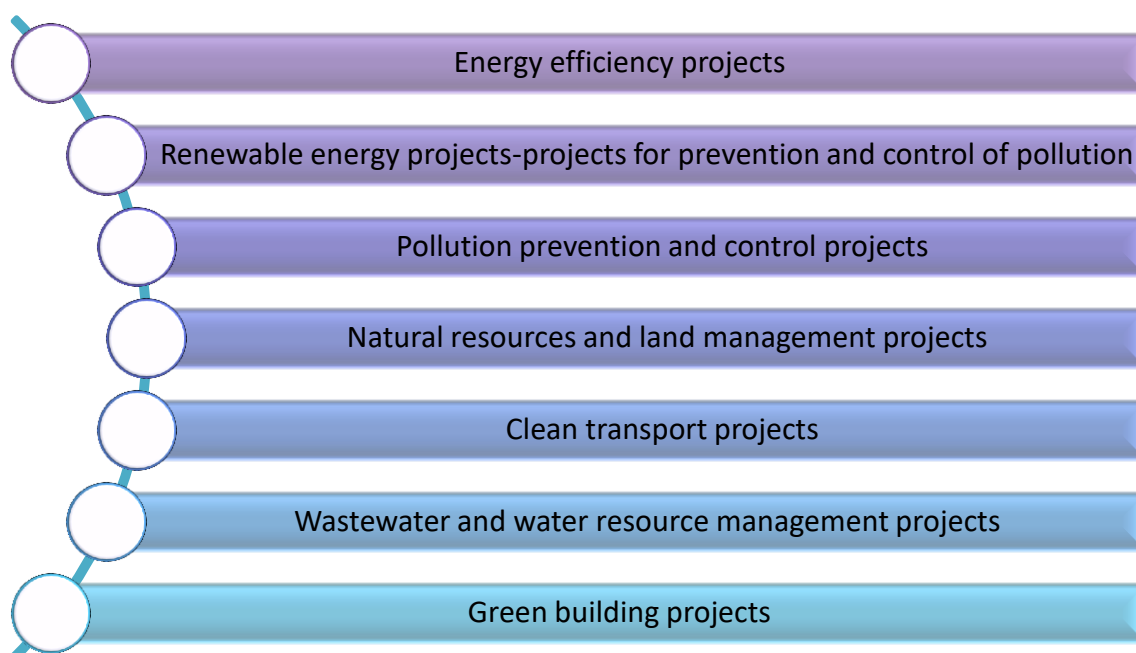 Energy efficiency projects
Renewable energy projects-projects for prevention and control of pollution
Pollution prevention and control projects
Natural resources and land management projects
Clean transport projects
Wastewater and water resource management projects
Green building projects